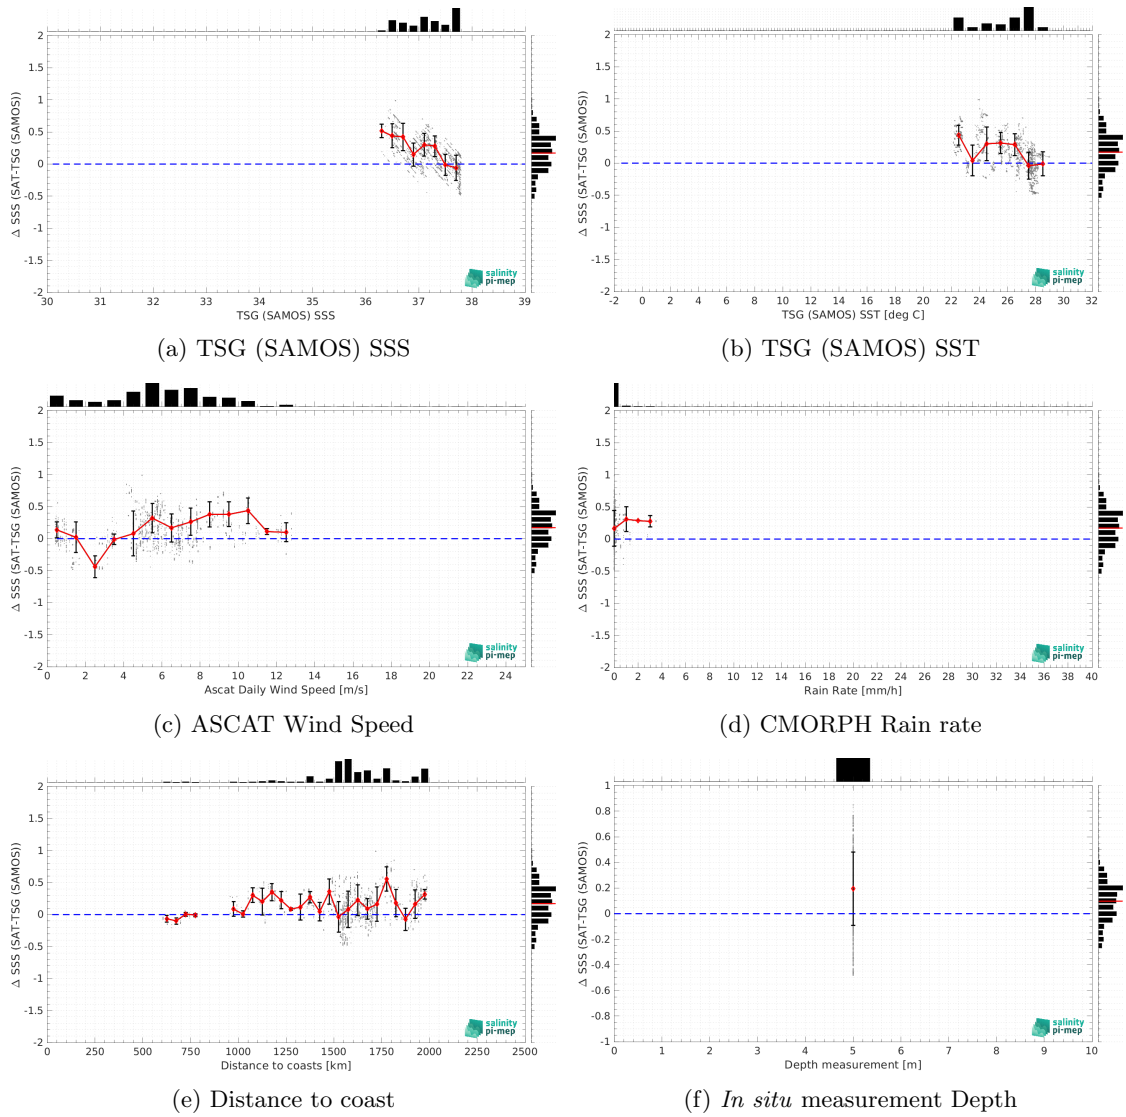 2
1.5
1
0.5
0
-0.5
-1
-1.5
-2
Δ SSS (SAT-TSG (SAMOS))
30 31 32 33 34 35 36 37 38 39
TSG (SAMOS) SSS
salinity
pi-mep
(a) TSG (SAMOS) SSS
2
1.5
1
0.5
0
-0.5
-1
-1.5
-2
Δ SSS (SAT-TSG (SAMOS))
-2 0 2 4 6 8 10 12 14 16 18 20 22 24 26 28 30 32
TSG (SAMOS) SST [deg C]
salinity
pi-mep
(b) TSG (SAMOS) SST
2
1.5
1
0.5
0
-0.5
-1
-1.5
-2
Δ SSS (SAT-TSG (SAMOS))
0 2 4 6 8 10 12 14 16 18 20 22 24
Ascat Daily Wind Speed [m/s]
salinity
pi-mep
(c) ASCAT Wind Speed
2
1.5
1
0.5
0
-0.5
-1
-1.5
-2
Δ SSS (SAT-TSG (SAMOS))
0 2 4 6 8 10 12 14 16 18 20 22 24 26 28 30 32 34 36 38 40
Rain Rate [mm/h]
salinity
pi-mep
(d) CMORPH Rain rate
2
1.5
1
0.5
0
-0.5
-1
-1.5
-2
Δ SSS (SAT-TSG (SAMOS))
0 250 500 750 1000 1250 1500 1750 2000 2250 2500
Distance to coasts [km]
salinity
pi-mep
(e) Distance to coast
1
0.8
0.6
0.4
0.2
0
-0.2
-0.4
-0.6
-0.8
-1
Δ SSS (SAT-TSG (SAMOS))
0 1 2 3 4 5 6 7 8 9 10
Depth measurement [m]
salinity
pi-mep
(f) In situ measurement Depth